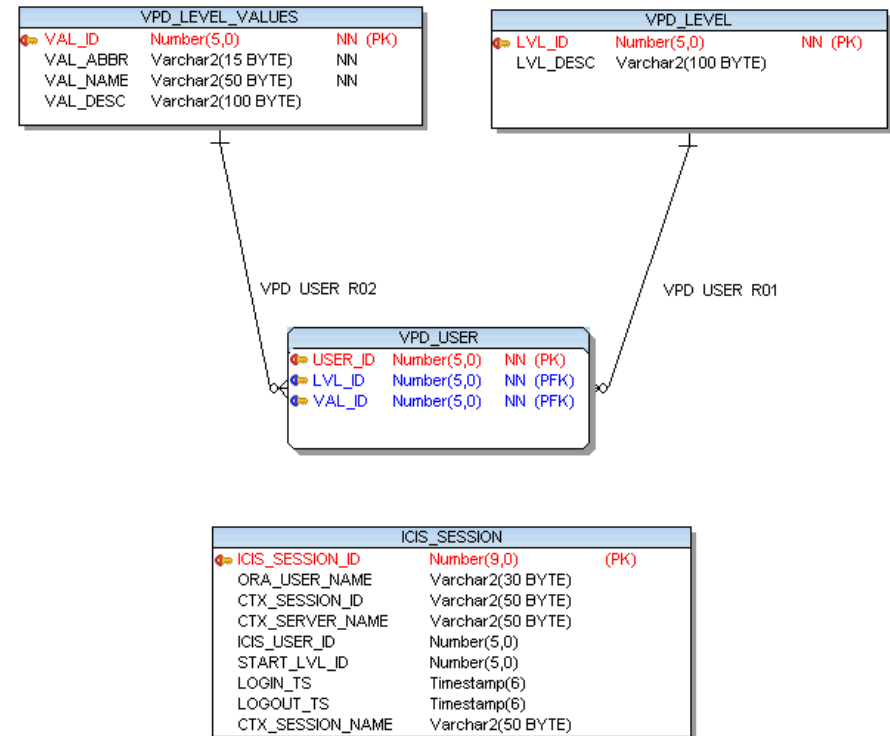 VPD_LEVEL_VALUES
VAL_ID Number(5,0) NN (PK)
VAL_ABBR Varchar2(15 BYTE) NN
VAL_NAME Varchar2(50 BYTE) NN
VAL_DESC Varchar2(100 BYTE)
VPD_LEVEL
LVL_ID Number(5,0) NN (PK)
LVL_DESC Varchar2(100 BYTE)
VPD USER R02
VPD USER R01
VPD_USER
USER_ID Number(5,0) NN (PK)
LVL_ID Number(5,0) NN (PFK)
VAL_ID Number(5,0) NN (PFK)
ICIS_SESSION
ICIS_SESSION_ID Number(9,0) (PK)
ORA_USER_NAME Varchar2(30 BYTE)
CTX_SESSION_ID Varchar2(50 BYTE)
CTX_SERVER_NAME Varchar2(50 BYTE)
ICIS_USER_ID Number(5,0)
START_LVL_ID Number(5,0)
LOGIN_TS Timestamp(6)
LOGOUT_TS Timestamp(6)
CTX_SESSION_NAME Varchar2(50 BYTE)